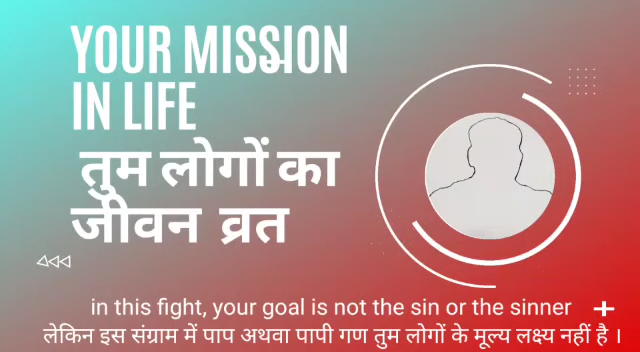 YOUR MISSION
IN LIFE
तुम लोगों का
जीवन व्रत
in this fight, your goal is not the sin or the sinner
लेकिन इस संग्राम में पाप अथवा पापी गण तुम लोगों के मूल्य लक्ष्य नहीं है ।